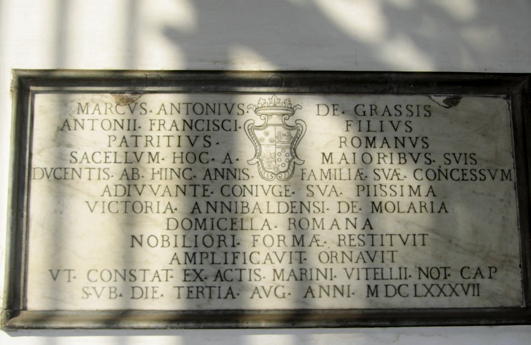 MARCVS · ANTONIVS · DE · GRASSIS
ANTONII · FRANCISCI · FILIVS
PATRITIVS · ROMANVS
SACELLVM · HOC · A MAIORIBVS · SVIS
DVCENTIS · AB · HINC · ANNIS FAMILIÆ · SVÆ · CONCESSVM
ADIVVANTE · CONIVGE · SVA · PIISSIMA
VICTORIA · ANNIBALDENSI · DE · MOLARIA
DOMICELLA · ROMANA
NOBILIORI · FORMÆ · RESTITVIT
AMPLIFICAVIT · ORNAVIT
VT · CONSTAT · EX · ACTIS · MARINI · VITELLII · NOT · CAP
SVB · DIE · TERTIA · AVG · ANNI · MDCLXXXVII